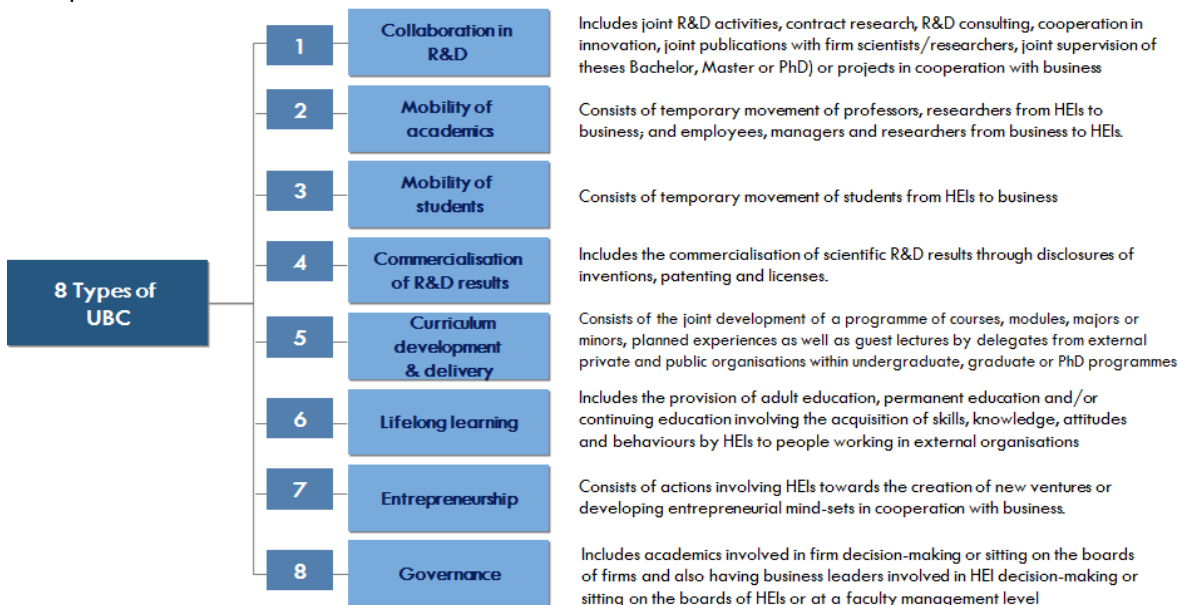 8 Types of
UBC
1
Collaboration in
R&D
Includes joint R&D activities, contract research, R&D consulting, cooperation in
innovation, joint publications with firm scientists/researchers, joint supervision of
theses Bachelor, Master or PhD) or projects in cooperation with business
2
Mobility of
academics
Consists of temporary movement of professors, researchers from HEIs to
business; and employees, managers and researchers from business to HEIs.
3
Mobility of
students
Consists of temporary movement of students from HEIs to business
4
Commercialisation
of R&D results
Includes the commercialisation of scientific R&D results through disclosures of
inventions, patenting and licenses.
5
Curriculum
development
& delivery
Consists of the joint development of a programme of courses, modules, majors or
minors, planned experiences as well as guest lectures by delegates from external
private and public organisations within undergraduate, graduate or PhD programmes
6
Lifelong learning
Includes the provision of adult education, permanent education and/or
continuing education involving the acquisition of skills, knowledge, attitudes
and behaviours by HEIs to people working in external organisations
7
Entrepreneurship
Consists of actions involving HEIs towards the creation of new ventures or
developing entrepreneurial mind-sets in cooperation with business.
8
Governance
Includes academics involved in firm decision-making or sitting on the boards
of firms and also having business leaders involved in HEI decision-making or
sitting on the boards of HEIs or at a faculty management level